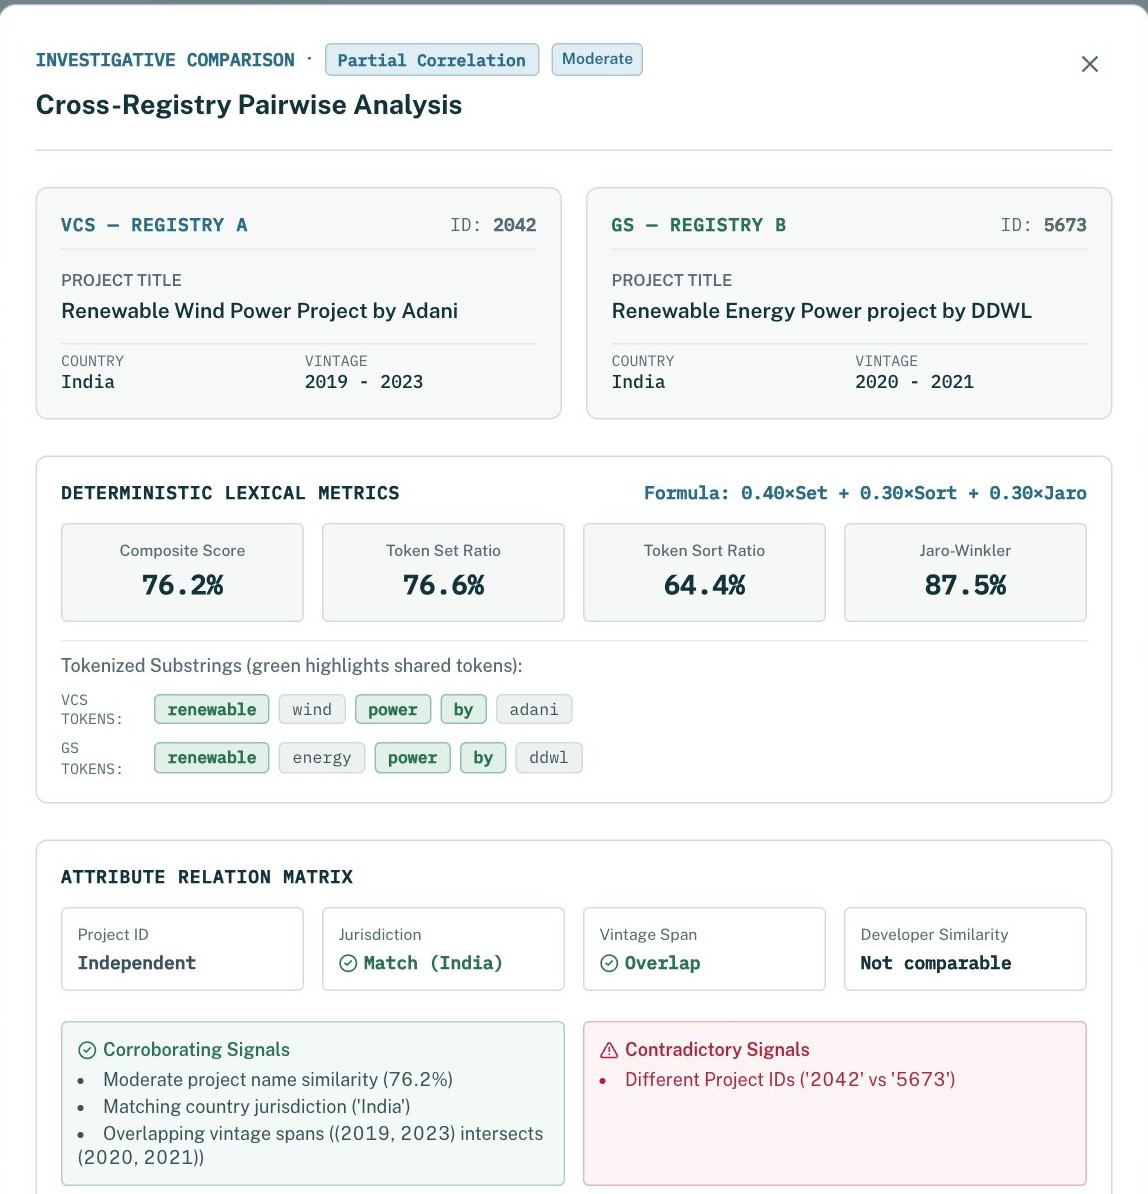 INVESTIGATIVE COMPARISON · Partial Correlation Moderate
Cross-Registry Pairwise Analysis
VCS — REGISTRY A ID: 2042
PROJECT TITLE
Renewable Wind Power Project by Adani
COUNTRY VINTAGE
India 2019 - 2023
GS — REGISTRY B ID: 5673
PROJECT TITLE
Renewable Energy Power project by DDWL
COUNTRY VINTAGE
India 2020 - 2021
DETERMINISTIC LEXICAL METRICS Formula: 0.40×Set + 0.30×Sort + 0.30×Jaro
Composite Score
76.2%
Token Set Ratio
76.6%
Token Sort Ratio
64.4%
Jaro-Winkler
87.5%
Tokenized Substrings (green highlights shared tokens):
VCS
TOKENS:
renewable wind power by adani
GS
TOKENS:
renewable energy power by ddwl
ATTRIBUTE RELATION MATRIX
Project ID
Independent
Jurisdiction
Match (India)
Vintage Span
Overlap
Developer Similarity
Not comparable
Corroborating Signals
• Moderate project name similarity (76.2%)
• Matching country jurisdiction ('India')
• Overlapping vintage spans ((2019, 2023) intersects
(2020, 2021))
Contradictory Signals
• Different Project IDs ('2042' vs '5673')